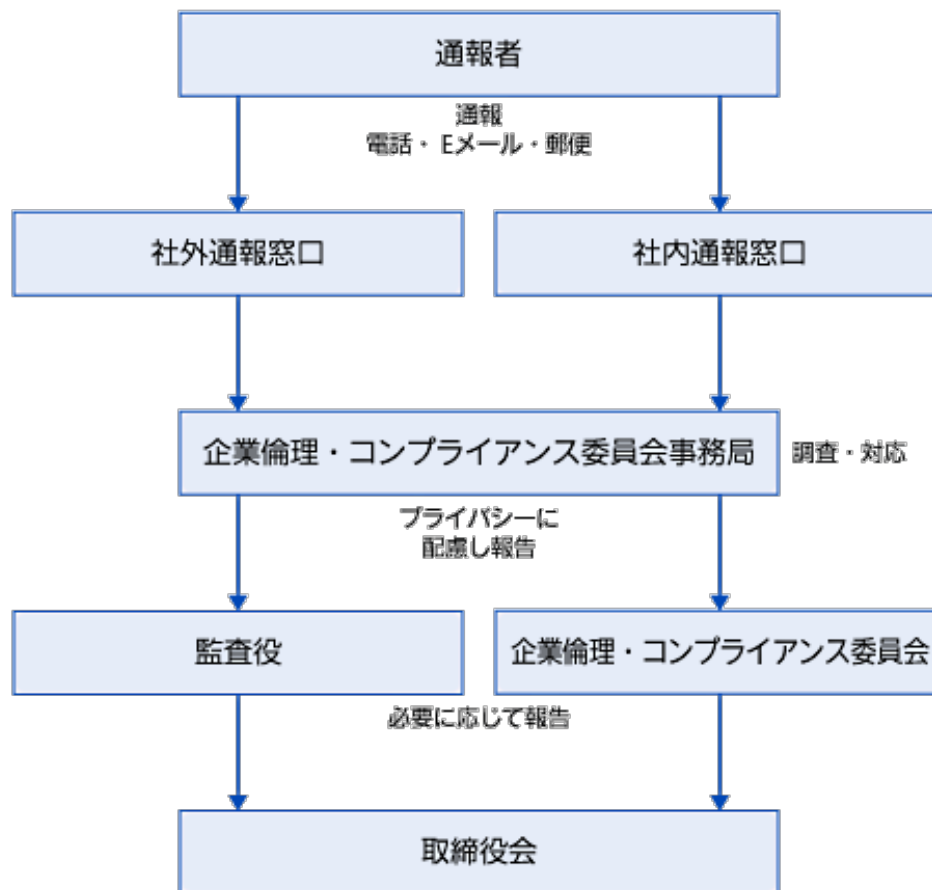 通報者
通報
電話・Eメール・郵便
社外通報窓口
社内通報窓口
企業倫理・コンプライアンス委員会事務局
調査・対応
プライバシーに
配慮し報告
監査役
企業倫理・コンプライアンス委員会
必要に応じて報告
取締役会